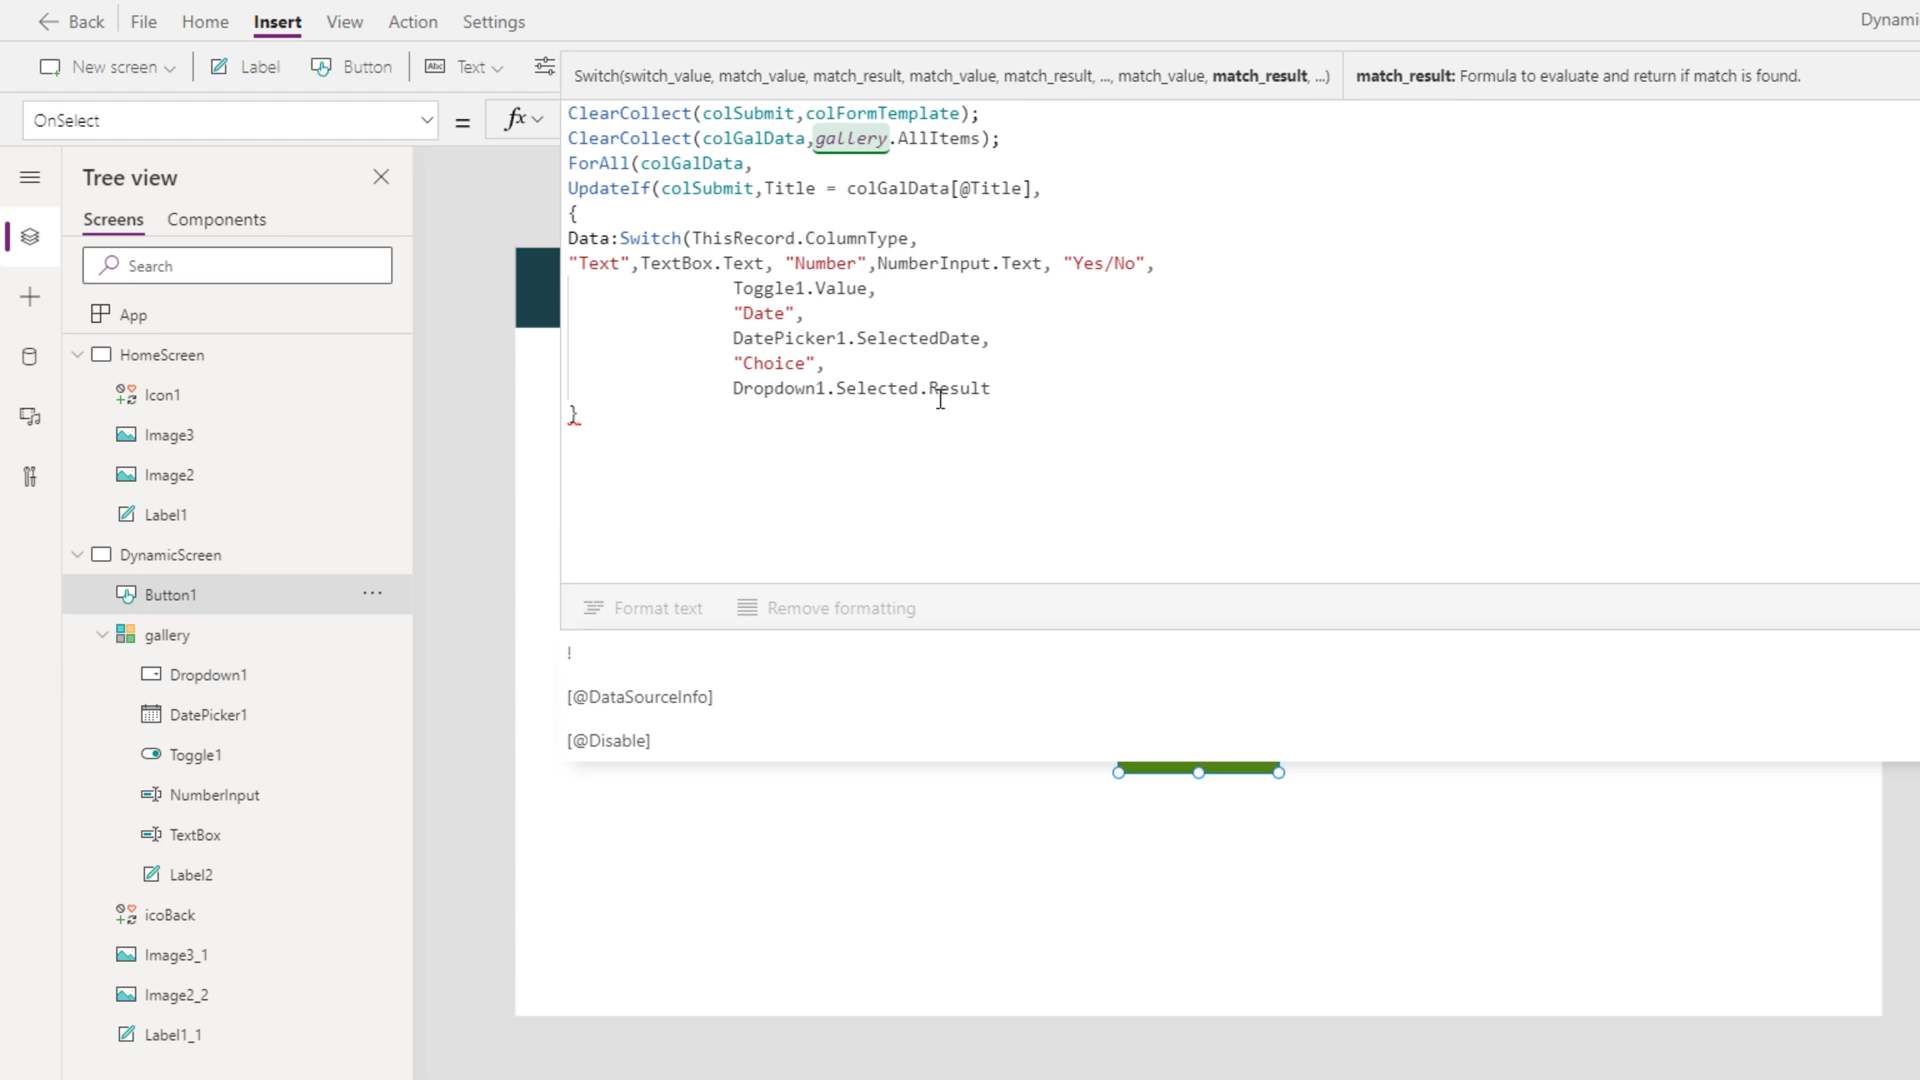 Back File Home Insert View Action Settings
Dynami
New screen Label Button Text
Switch(switch_value, match_value, match_result, match_value, match_result, ..., match_value, match_result, ...)
match_result: Formula to evaluate and return if match is found.
OnSelect
= fx
ClearCollect(colSubmit,colFormTemplate);
ClearCollect(colGalData,gallery.AllItems);
ForAll(colGalData,
UpdateIf(colSubmit,Title = colGalData[@Title],
{
Data:Switch(ThisRecord.ColumnType,
"Text",TextBox.Text, "Number",NumberInput.Text, "Yes/No",
Toggle1.Value,
"Date",
DatePicker1.SelectedDate,
"Choice",
Dropdown1.Selected.Result
}
Format text Remove formatting
!
[@DataSourceInfo]
[@Disable]
Tree view
Screens Components
Search
App
HomeScreen
Icon1
Image3
Image2
Label1
DynamicScreen
Button1 ...
gallery
Dropdown1
DatePicker1
Toggle1
NumberInput
TextBox
Label2
icoBack
Image3_1
Image2_2
Label1_1